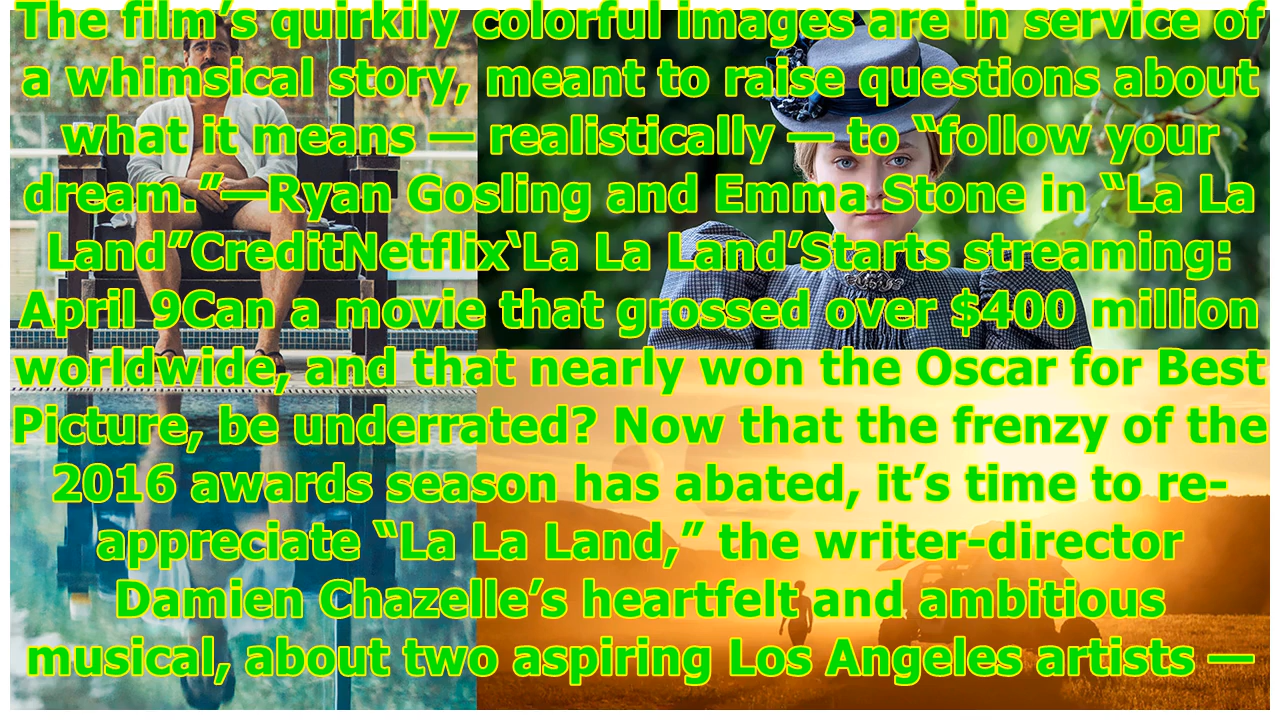 The film’s quirkily colorful images are in service of
a whimsical story, meant to raise questions about
what it means — realistically — to “follow your
dream.”—Ryan Gosling and Emma Stone in “La La
Land”CreditNetflix‘La La Land’Starts streaming:
April 9Can a movie that grossed over $400 million
worldwide, and that nearly won the Oscar for Best
Picture, be underrated? Now that the frenzy of the
2016 awards season has abated, it’s time to re-
appreciate “La La Land,” the writer-director
Damien Chazelle’s heartfelt and ambitious
musical, about two aspiring Los Angeles artists —